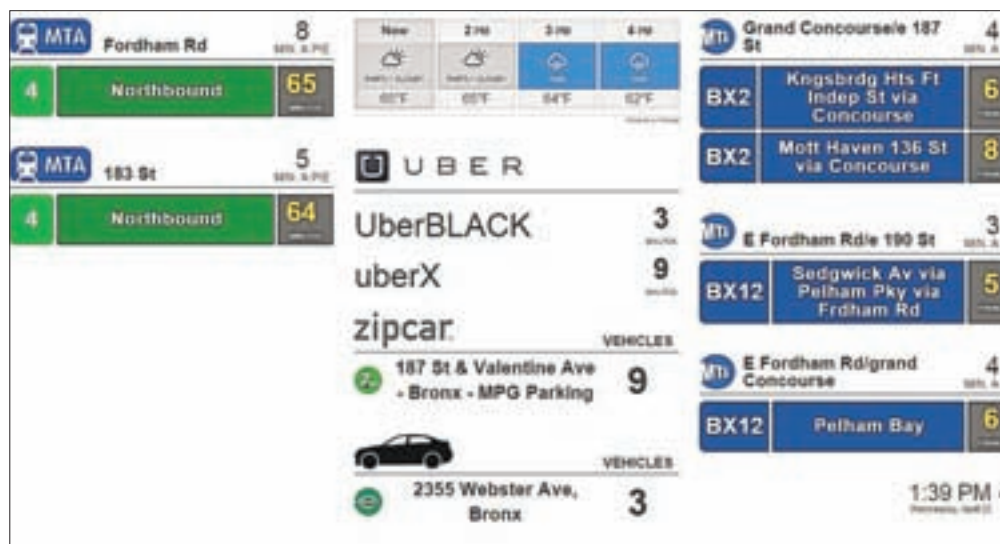 MTA Fordham Rd 8
4 Northbound 65
MTA 183 St 5
4 Northbound 64
Now 2 PM 3 PM 4 PM
65°F 64°F 62°F
UBER
UberBLACK 3
uberX 9
zipcar. VEHICLES
187 St & Valentine Ave
- Bronx - MPG Parking 9
VEHICLES
2355 Webster Ave,
Bronx 3
Grand Concourse/e 187
St 4
BX2 Kngsbrdg Hts Ft
Indep St via
Concourse 6
BX2 Mott Haven 136 St
via Concourse 8
E Fordham Rd/e 190 St 3
BX12 Sedgwick Av via
Pelham Pky via
Frdham Rd 5
E Fordham Rd/grand
Concourse 4
BX12 Pelham Bay 6
1:39 PM